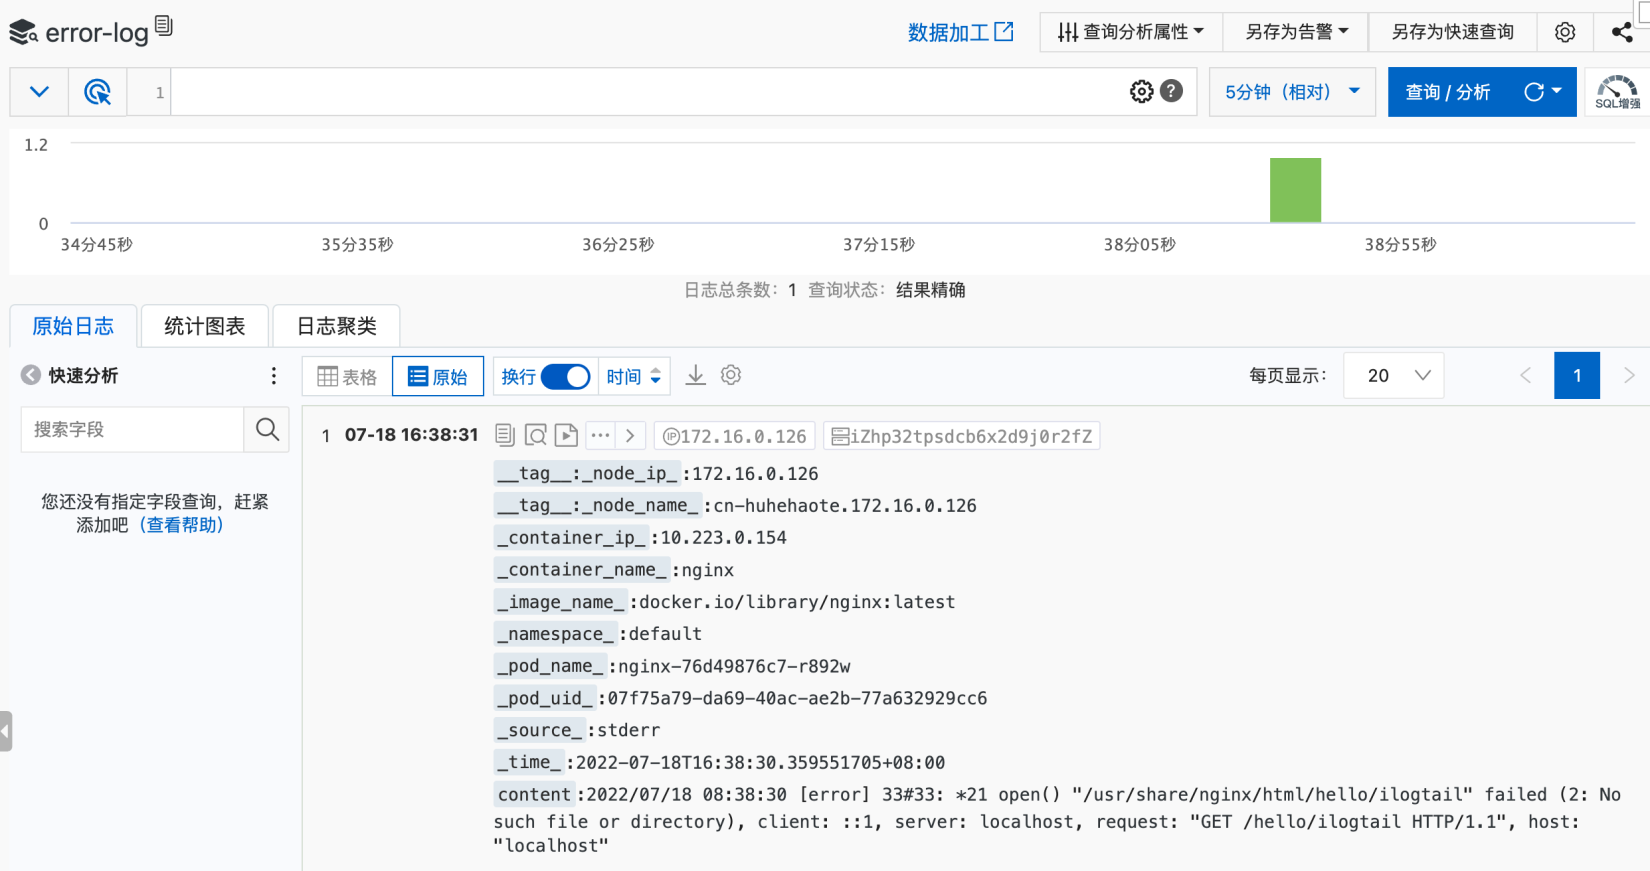 error-log
数据加工
查询分析属性
另存为告警
另存为快速查询
1
?
5分钟（相对）
查询 / 分析
SQL增强
1.2
0
34分45秒
35分35秒
36分25秒
37分15秒
38分05秒
38分55秒
日志总条数：1 查询状态：结果精确
原始日志
统计图表
日志聚类
快速分析
表格
原始
换行
时间
每页显示：
20
1
搜索字段
您还没有指定字段查询，赶紧
添加吧（查看帮助）
1 07-18 16:38:31 IP 172.16.0.126 iZhp32tpsdcb6x2d9j0r2fZ
__tag__:_node_ip_:172.16.0.126
__tag__:_node_name_:cn-huhehaote.172.16.0.126
_container_ip_:10.223.0.154
_container_name_:nginx
_image_name_:docker.io/library/nginx:latest
_namespace_:default
_pod_name_:nginx-76d49876c7-r892w
_pod_uid_:07f75a79-da69-40ac-ae2b-77a632929cc6
_source_:stderr
_time_:2022-07-18T16:38:30.359551705+08:00
content:2022/07/18 08:38:30 [error] 33#33: *21 open() "/usr/share/nginx/html/hello/ilogtail" failed (2: No
such file or directory), client: ::1, server: localhost, request: "GET /hello/ilogtail HTTP/1.1", host:
"localhost"